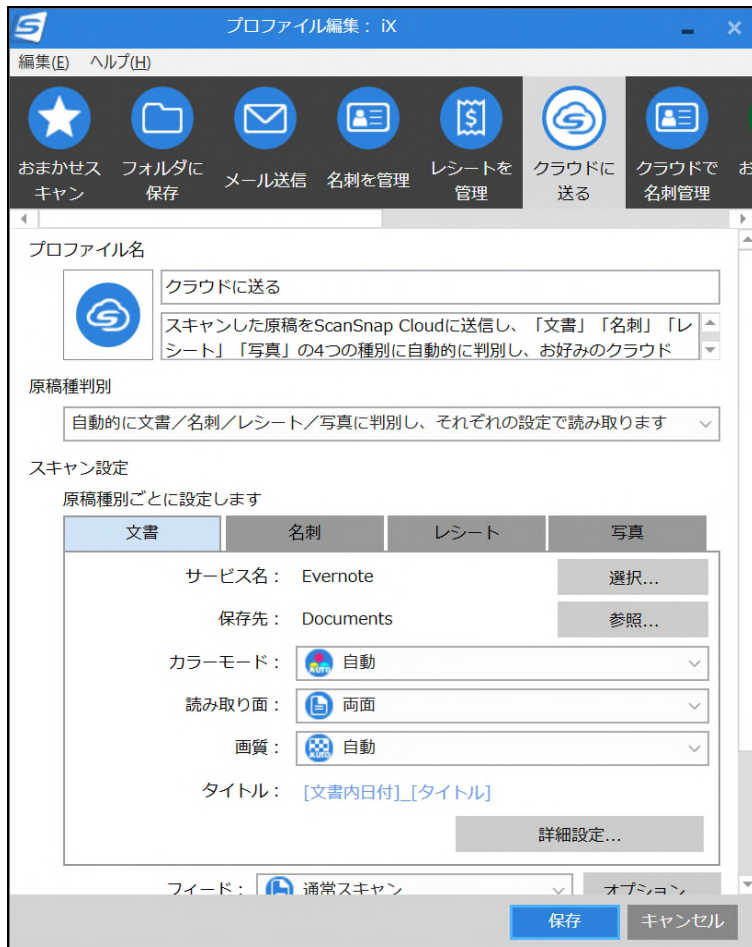 プロファイル編集： iX
編集(E) ヘルプ(H)
おまかせス
キャン
フォルダに
保存
メール送信
名刺を管理
レシートを
管理
クラウドに
送る
クラウドで
名刺管理
お
プロファイル名
クラウドに送る
スキャンした原稿をScanSnap Cloudに送信し、「文書」「名刺」「レ
シート」「写真」の4つの種別に自動的に判別し、お好みのクラウド
原稿種判別
自動的に文書／名刺／レシート／写真に判別し、それぞれの設定で読み取ります
スキャン設定
原稿種別ごとに設定します
文書 名刺 レシート 写真
サービス名： Evernote 選択...
保存先： Documents 参照...
カラーモード： 自動
読み取り面： 両面
画質： 自動
タイトル： [文書内日付]_[タイトル]
詳細設定...
フィード： 通常スキャン オプション
保存 キャンセル